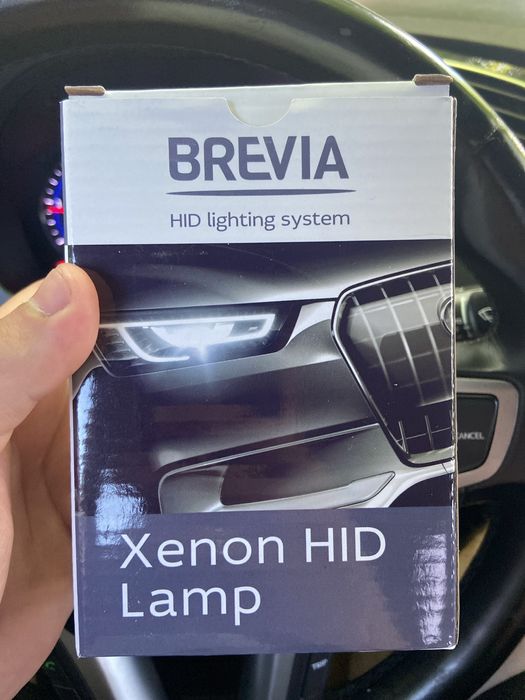 BREVIA
HID lighting system
Xenon HID
Lamp